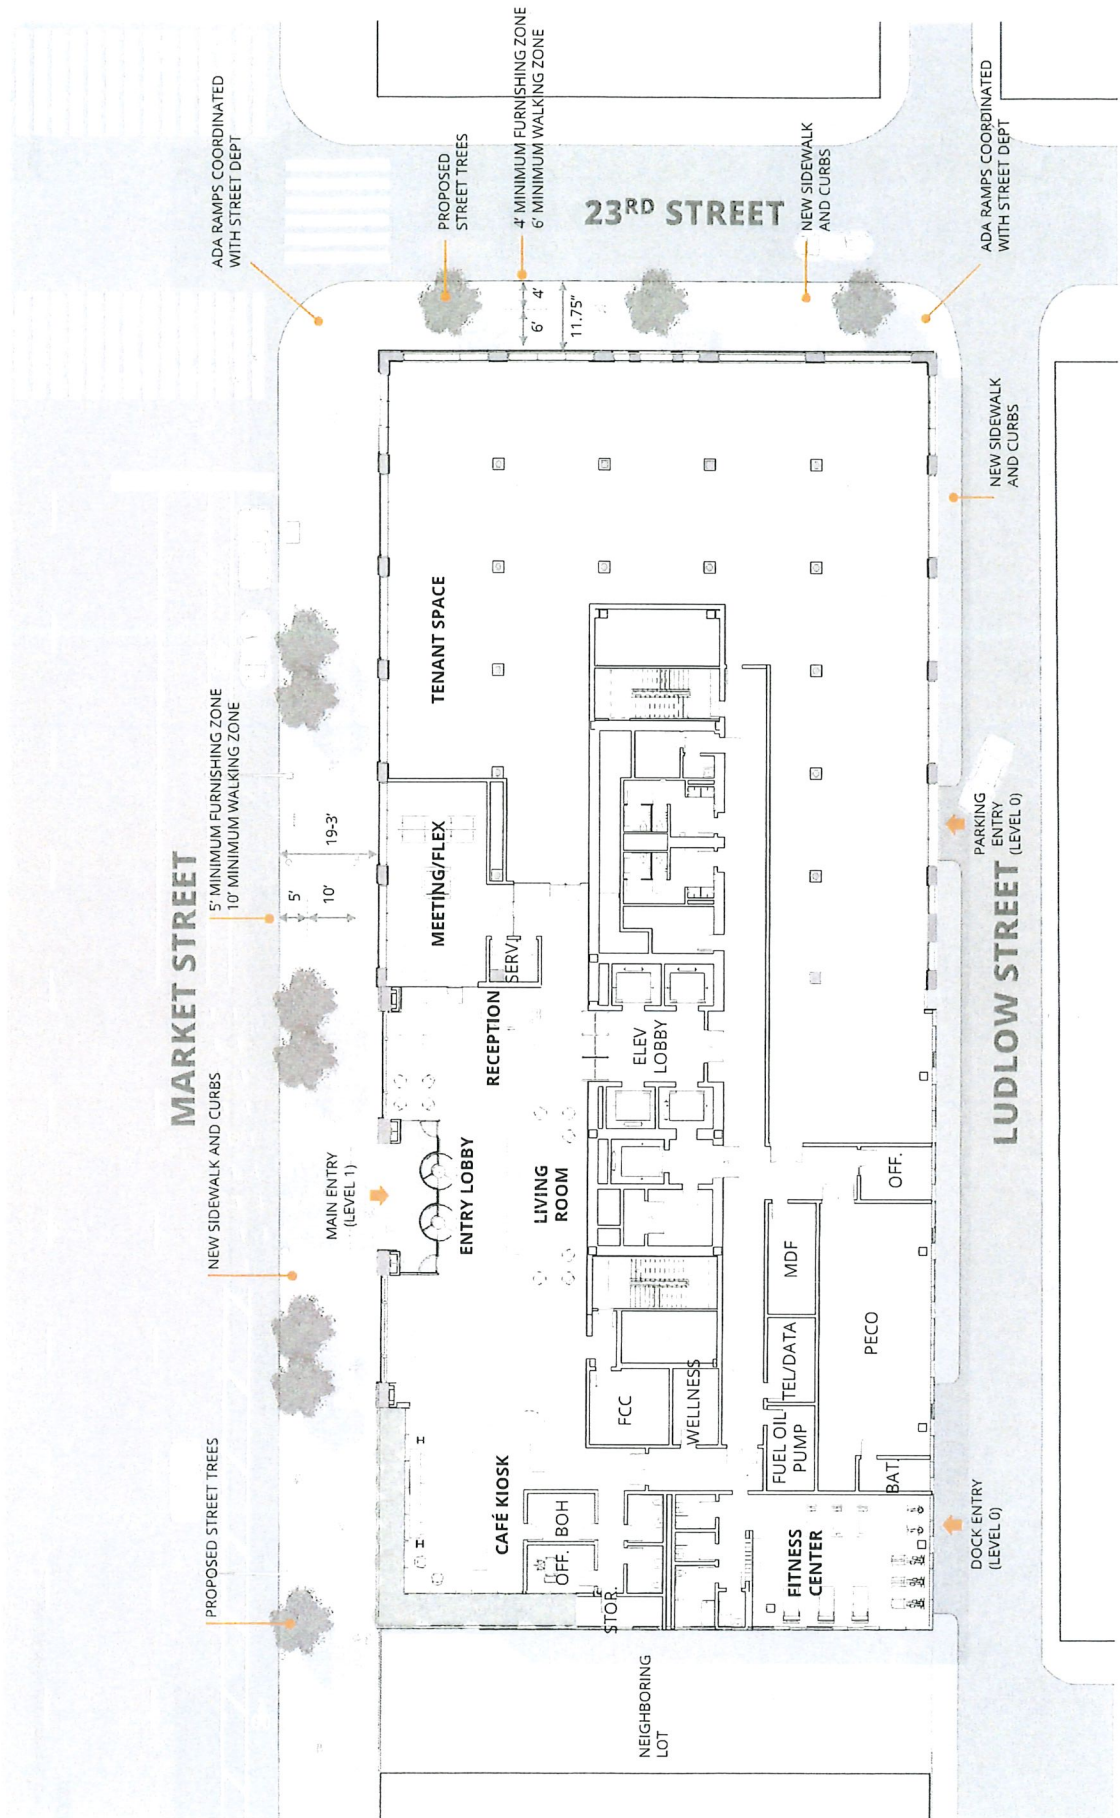 PROPOSED STREET TREES
NEW SIDEWALK AND CURBS
MARKET STREET
5' MINIMUM FURNISHING ZONE
10' MINIMUM WALKING ZONE
ADA RAMPS COORDINATED
WITH STREET DEPT
MAIN ENTRY
(LEVEL 1)
5'
10'
19-3'
CAFÉ KIOSK
ENTRY LOBBY
RECEPTION
MEETING/FLEX
SERV.
TENANT SPACE
LIVING
ROOM
BOH
OFF.
STOR.
FCC
WELLNESS
ELEV
LOBBY
NEIGHBORING
LOT
FITNESS
CENTER
FUEL OIL
PUMP
TEL/DATA
MDF
PECO
BAT.
OFF.
PROPOSED
STREET TREES
4' MINIMUM FURNISHING ZONE
6' MINIMUM WALKING ZONE
6'
4'
11.75"
23RD STREET
NEW SIDEWALK
AND CURBS
ADA RAMPS COORDINATED
WITH STREET DEPT
DOCK ENTRY
(LEVEL 0)
LUDLOW STREET
PARKING
ENTRY
(LEVEL 0)
NEW SIDEWALK
AND CURBS